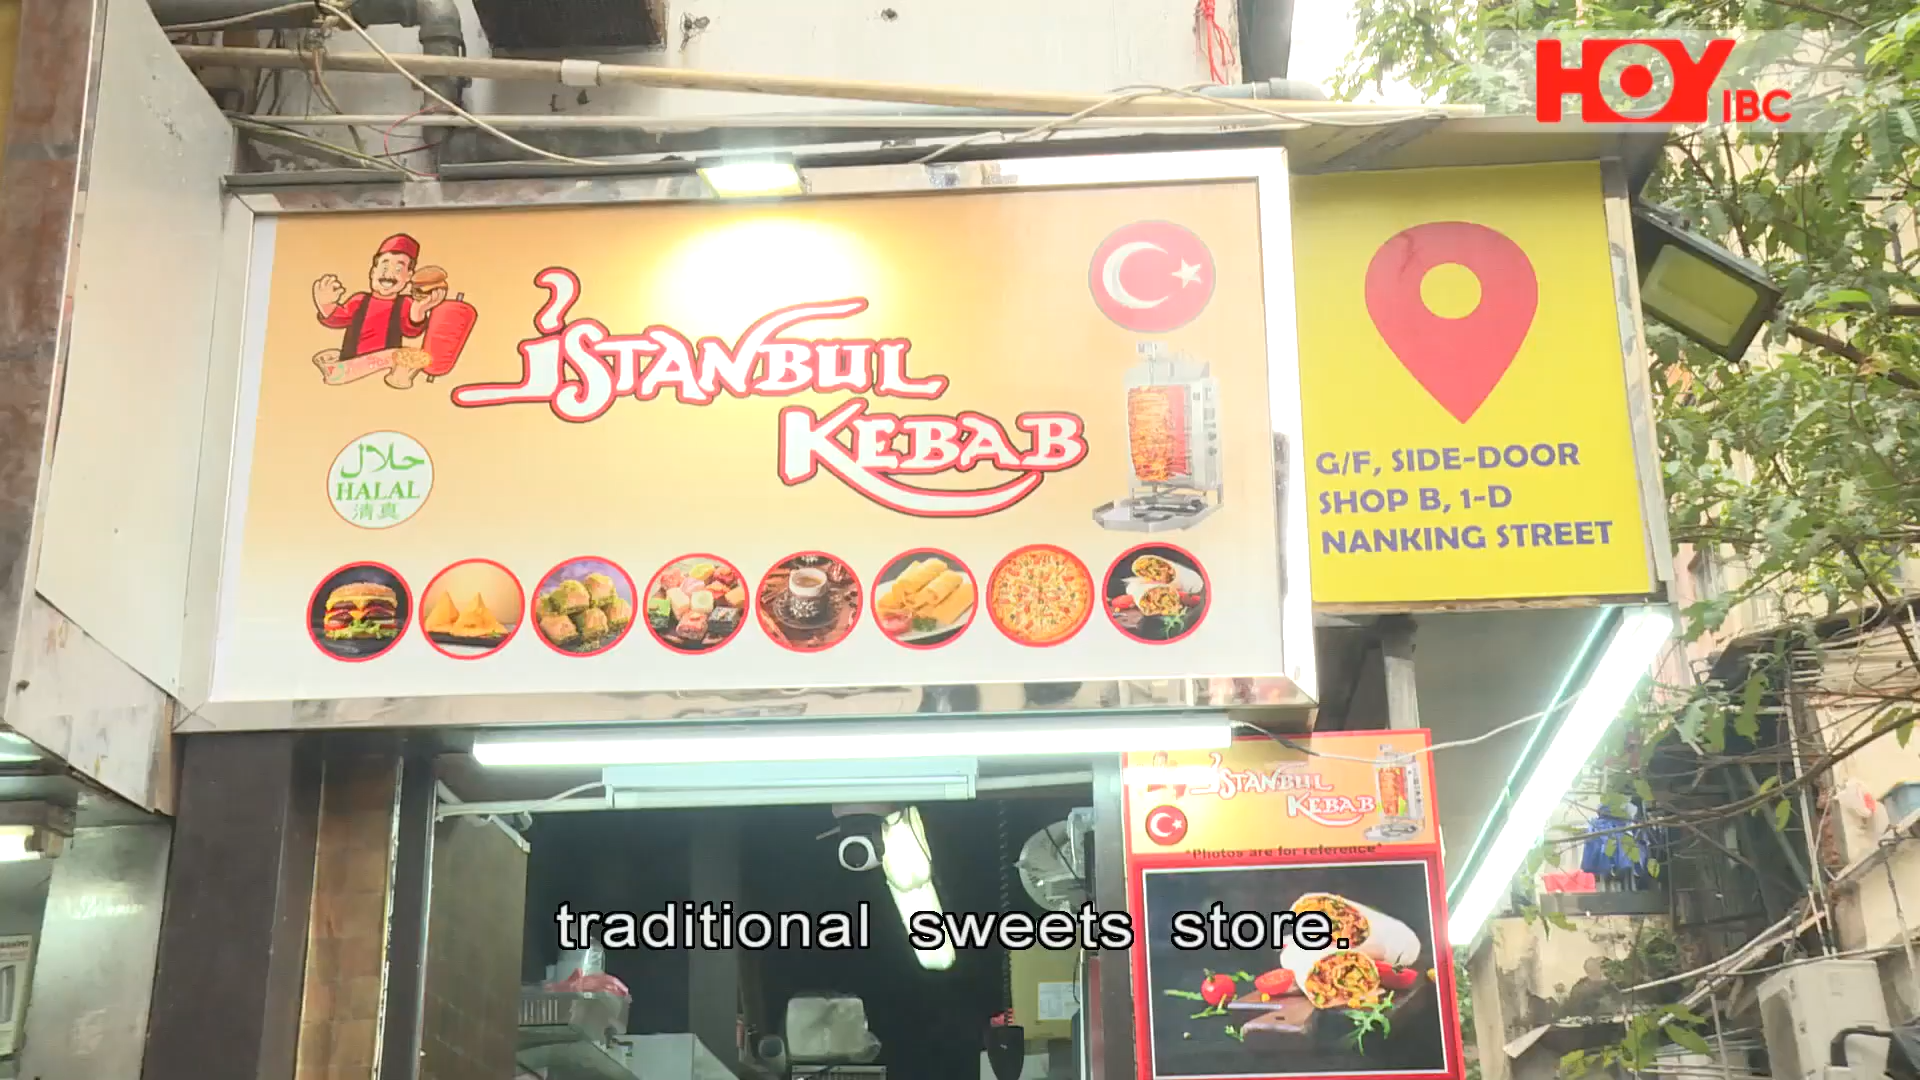 HOY
IBC
İSTANBUL
KEBAB
حلال
HALAL
清真
G/F, SIDE-DOOR
SHOP B, 1-D
NANKING STREET
İSTANBUL
KEBAB
*Photos are for reference*
traditional sweets store.